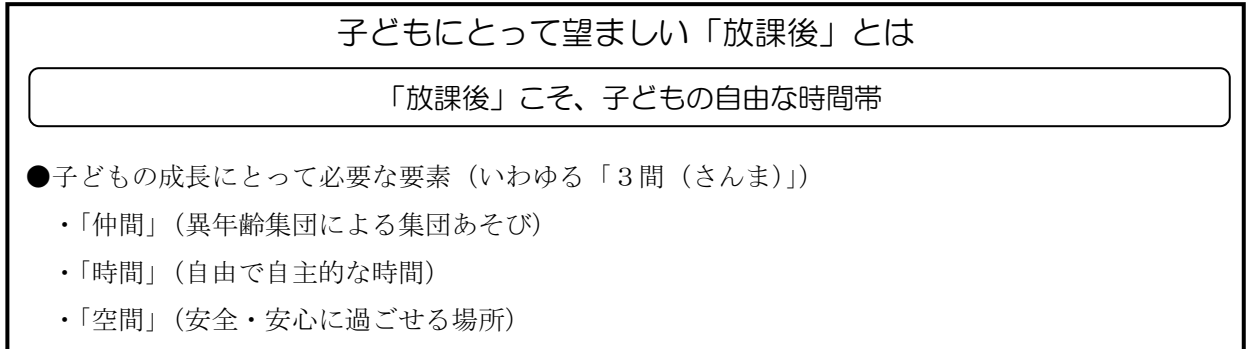 子どもにとって望ましい「放課後」とは
「放課後」こそ、子どもの自由な時間帯
●子どもの成長にとって必要な要素（いわゆる「３間（さんま）」）
・「仲間」（異年齢集団による集団あそび）
・「時間」（自由で自主的な時間）
・「空間」（安全・安心に過ごせる場所）